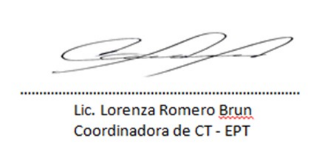 Lic. Lorenza Romero Brun
Coordinadora de CT - EPT